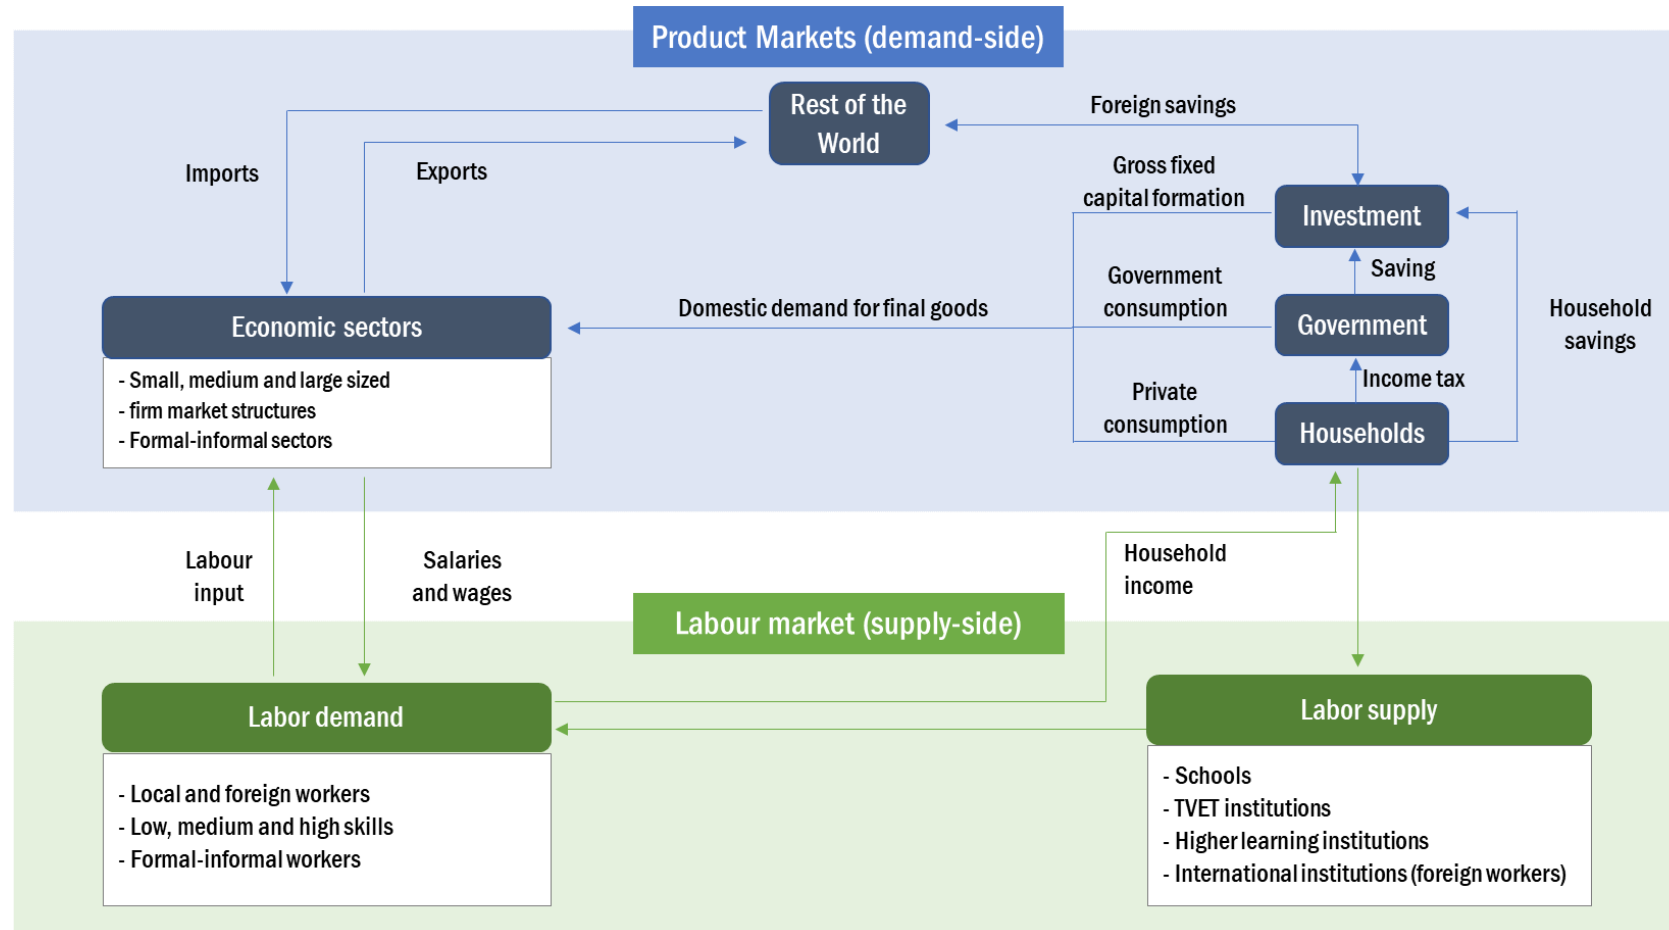 Product Markets (demand-side)
Rest of the
World
Foreign savings
Imports
Exports
Gross fixed
capital formation
Investment
Saving
Government
consumption
Domestic demand for final goods
Government
Household
savings
Economic sectors
- Small, medium and large sized
- firm market structures
- Formal-informal sectors
Income tax
Private
consumption
Households
Labour
input
Salaries
and wages
Household
income
Labour market (supply-side)
Labor demand
- Local and foreign workers
- Low, medium and high skills
- Formal-informal workers
Labor supply
- Schools
- TVET institutions
- Higher learning institutions
- International institutions (foreign workers)